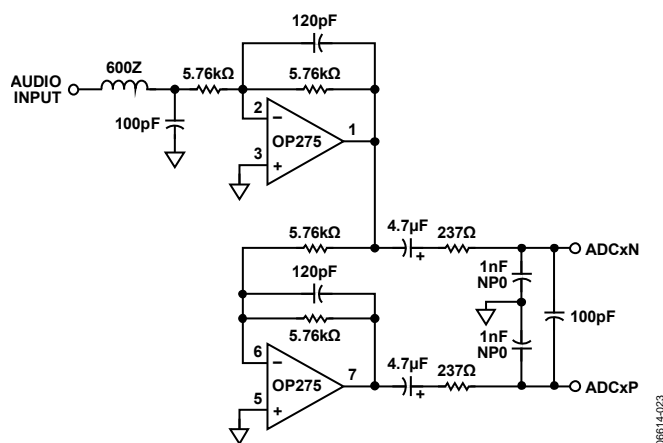 120pF
600Z
5.76kΩ
5.76kΩ
AUDIO
INPUT
100pF
2
–
OP275
1
3
+
5.76kΩ
4.7µF
+
237Ω
ADCxN
120pF
1nF
NP0
5.76kΩ
100pF
1nF
NP0
6
–
OP275
7
4.7µF
+
237Ω
ADCxP
5
+
06614-023